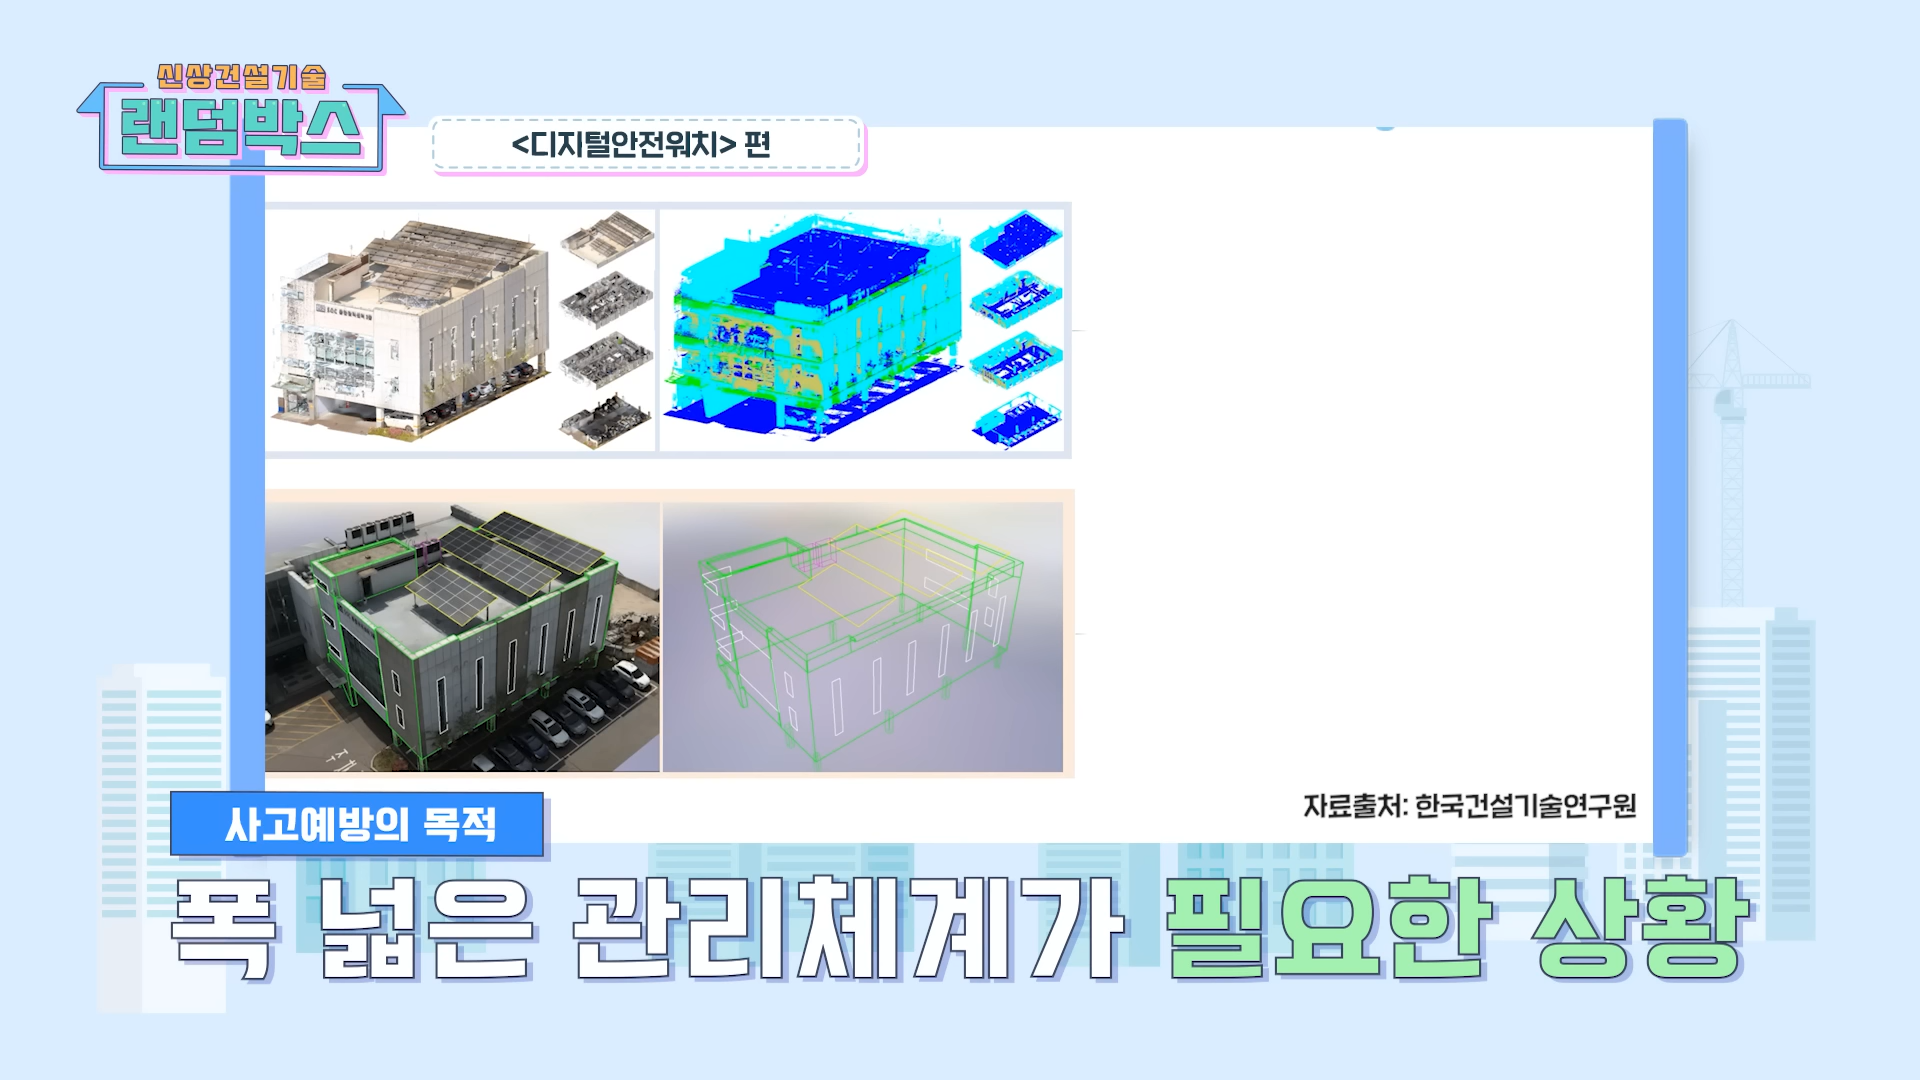 신상건설기술
랜덤박스
<디지털안전워치> 편
자료출처: 한국건설기술연구원
사고예방의 목적
폭 넓은 관리체계가 필요한 상황